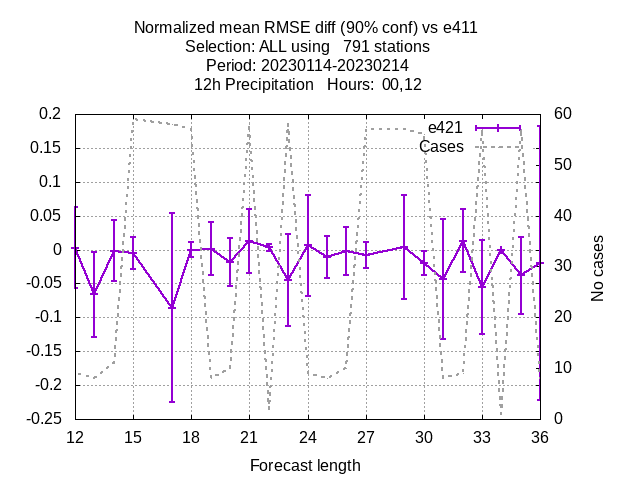 Normalized mean RMSE diff (90% conf) vs e411
Selection: ALL using   791 stations
Period: 20230114-20230214
12h Precipitation   Hours:  00,12
e421
Cases
0.2
0.15
0.1
0.05
0
-0.05
-0.1
-0.15
-0.2
-0.25
60
50
40
30
20
10
0
No cases
12 15 18 21 24 27 30 33 36
Forecast length